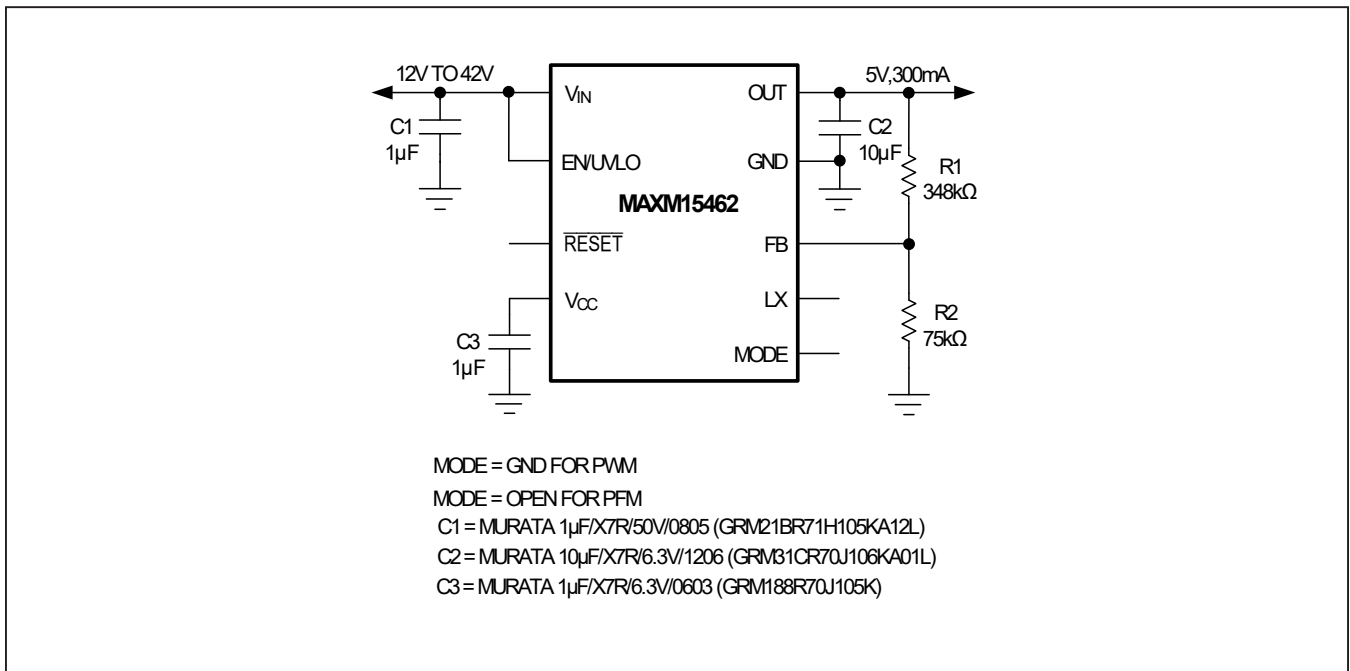 12V TO 42V
5V,300mA
VIN
OUT
C1
1µF
C2
10µF
EN/UVLO
GND
R1
348kΩ
MAXM15462
RESET
FB
VCC
LX
R2
75kΩ
C3
1µF
MODE
MODE = GND FOR PWM
MODE = OPEN FOR PFM
C1 = MURATA 1µF/X7R/50V/0805 (GRM21BR71H105KA12L)
C2 = MURATA 10µF/X7R/6.3V/1206 (GRM31CR70J106KA01L)
C3 = MURATA 1µF/X7R/6.3V/0603 (GRM188R70J105K)